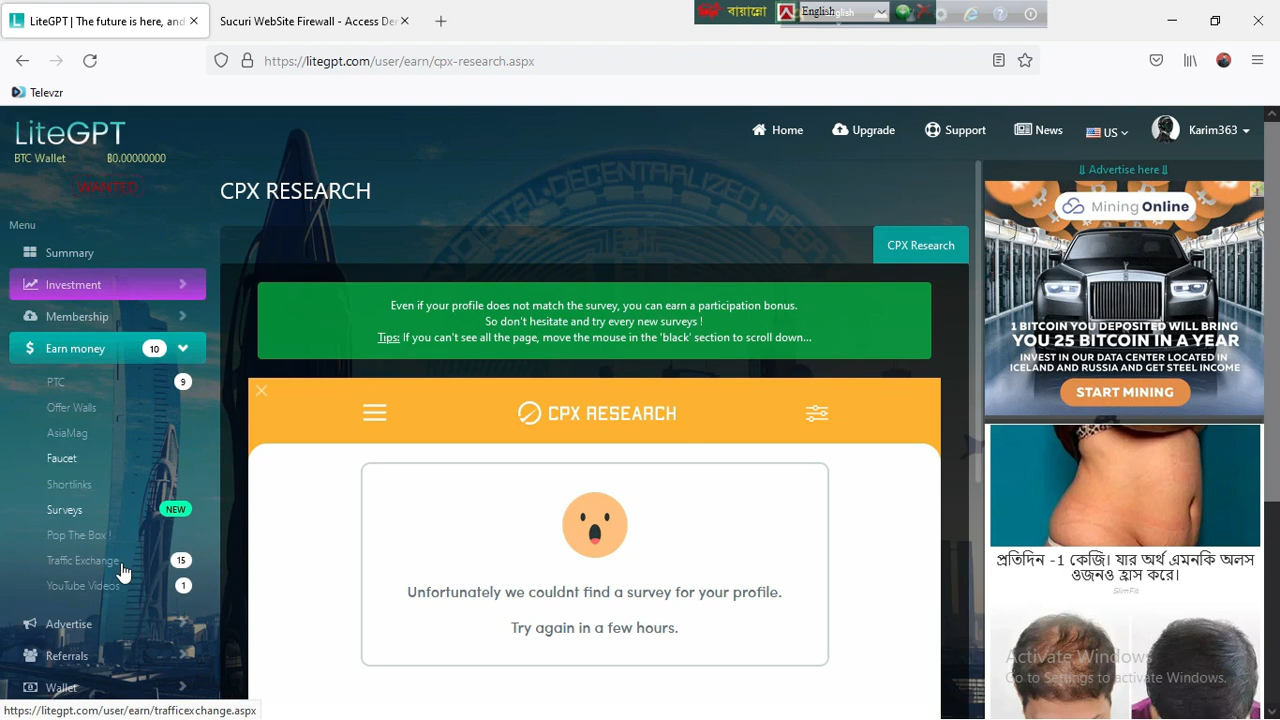 LiteGPT | The future is here, and
Sucuri WebSite Firewall - Access Der
বায়ান্নো
English
https://litegpt.com/user/earn/cpx-research.aspx
Televzr
LiteGPT
BTC Wallet
฿0.00000000
Home
Upgrade
Support
News
US
Karim363
WANTED
CPX RESEARCH
⇓ Advertise here ⇓
Menu
Summary
Investment
Membership
Earn money 10
PTC 9
Offer Walls
AsiaMag
Faucet
Shortlinks
Surveys NEW
Pop The Box !
Traffic Exchange 15
YouTube Videos 1
Advertise
Referrals
Wallet
CPX Research
Even if your profile does not match the survey, you can earn a participation bonus.
So don't hesitate and try every new surveys !
Tips: If you can't see all the page, move the mouse in the 'black' section to scroll down...
CPX RESEARCH
Unfortunately we couldnt find a survey for your profile.
Try again in a few hours.
Mining Online
1 BITCOIN YOU DEPOSITED WILL BRING
YOU 25 BITCOIN IN A YEAR
INVEST IN OUR DATA CENTER LOCATED IN
ICELAND AND RUSSIA AND GET STEEL INCOME
START MINING
প্রতিদিন -1 কেজি। যার অর্থ এমনকি অলস
ওজনও হ্রাস করে।
SlimFit
Activate Windows
Go to Settings to activate Windows.
https://litegpt.com/user/earn/trafficexchange.aspx